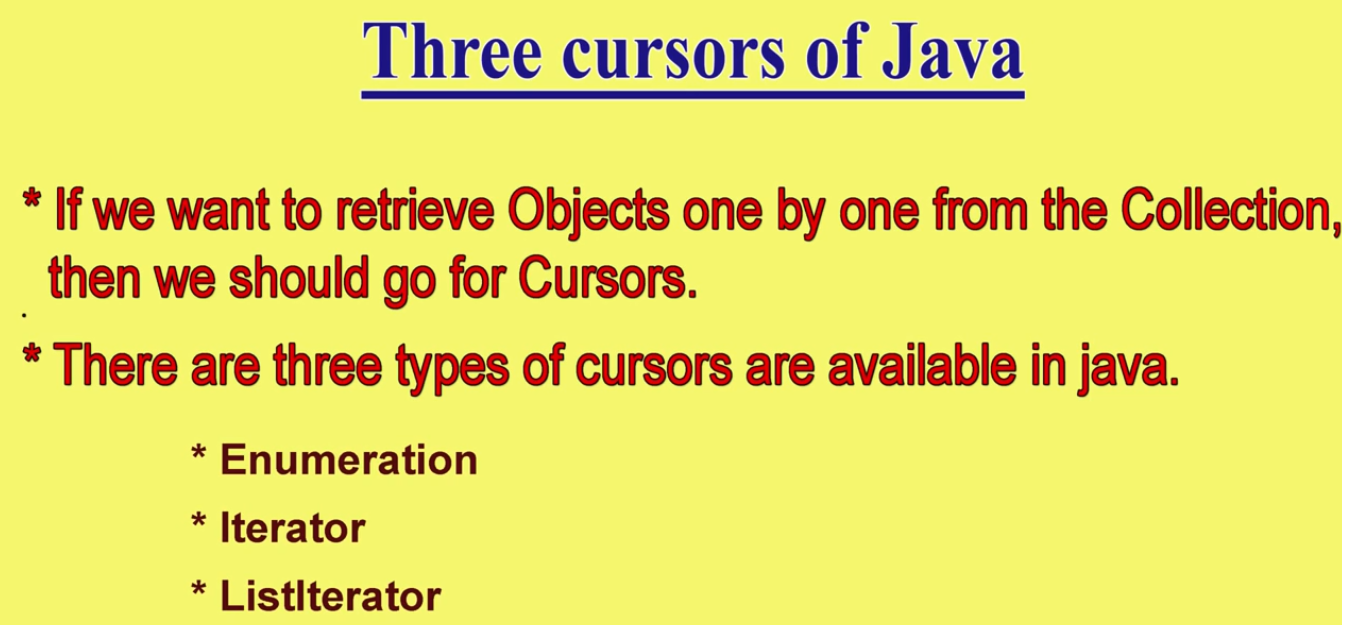 Three cursors of Java
* If we want to retrieve Objects one by one from the Collection,
then we should go for Cursors.
* There are three types of cursors are available in java.
* Enumeration
* Iterator
* ListIterator